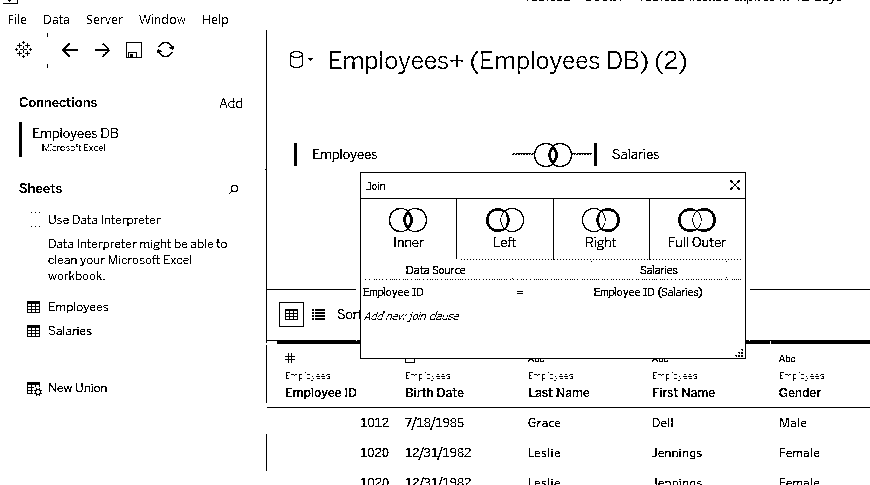 File Data Server Window Help
Employees+ (Employees DB) (2)
Connections Add
Employees DB
Microsoft Excel
Employees Salaries
Sheets
Use Data Interpreter
Data Interpreter might be able to
clean your Microsoft Excel
workbook.
Employees
Salaries
New Union
Join
Inner Left Right Full Outer
Data Source Salaries
Employee ID = Employee ID (Salaries)
Add new join clause
Sort
# Abc Abc Abc
Employees Employees Employees Employees Employees
Employee ID Birth Date Last Name First Name Gender
1012 7/18/1985 Grace Dell Male
1020 12/31/1982 Leslie Jennings Female
1020 12/31/1982 Leslie Jennings Female